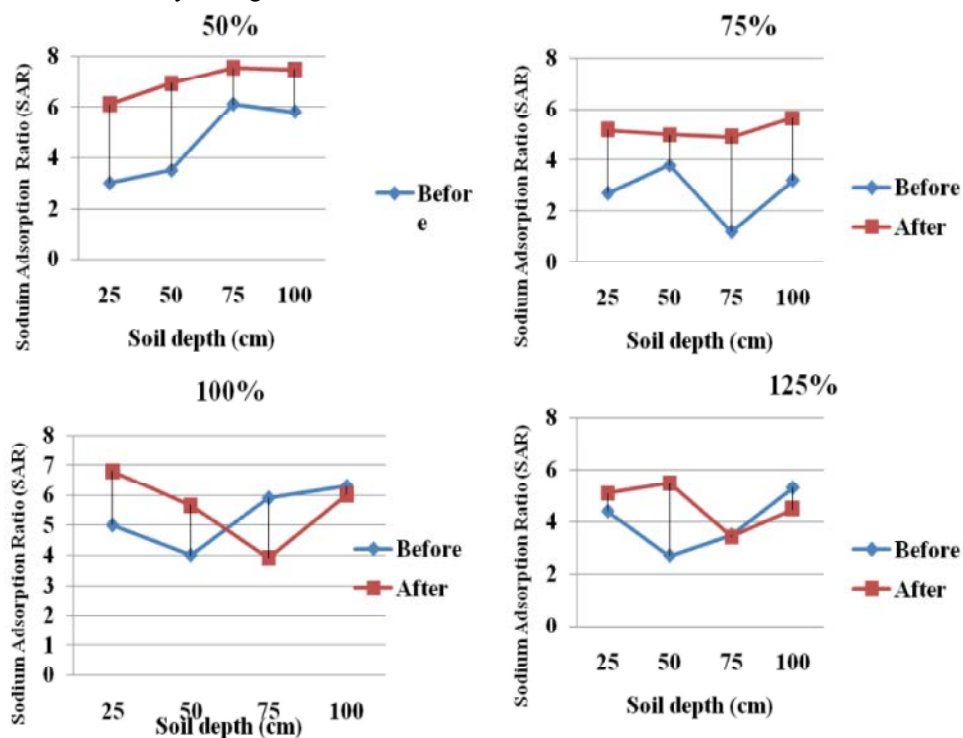 50%
Soduim Adsorption Ratio (SAR)
8
6
4
2
0
25 50 75 100
Soil depth (cm)
Befor
e
75%
Sodium Adsorption Ratio (SAR)
8
6
4
2
0
25 50 75 100
Soil depth (cm)
Before
After
100%
Sodium Adsorption Ratio (SAR)
8
7
6
5
4
3
2
1
0
25 50 75 100
Soil depth (cm)
Before
After
125%
Sodium Adsorption Ratio (SAR)
8
6
4
2
0
25 50 75 100
Soil depth (cm)
Before
After